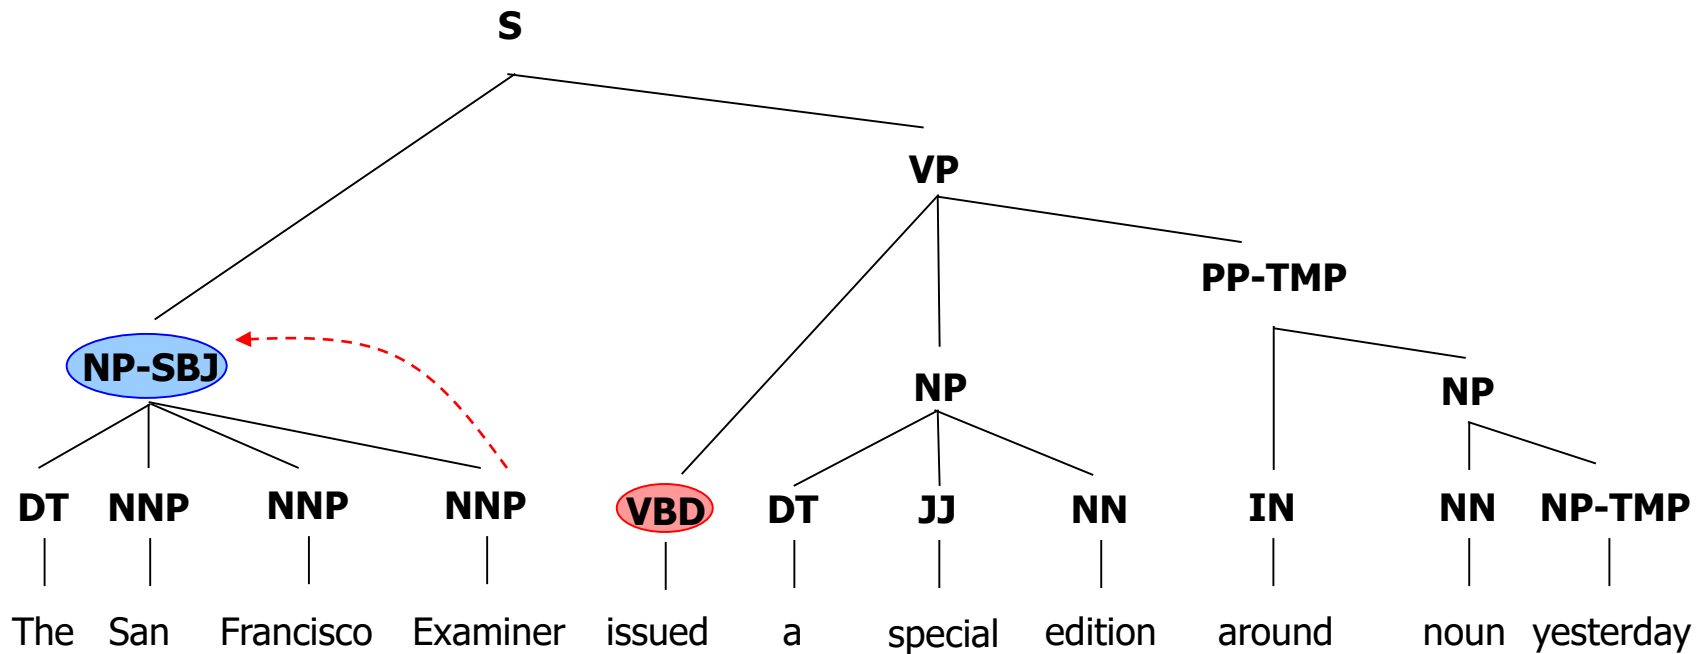 S
VP
PP-TMP
NP-SBJ
NP
NP
DT NNP NNP NNP VBD DT JJ NN IN NN NP-TMP
The San Francisco Examiner issued a special edition around noun yesterday